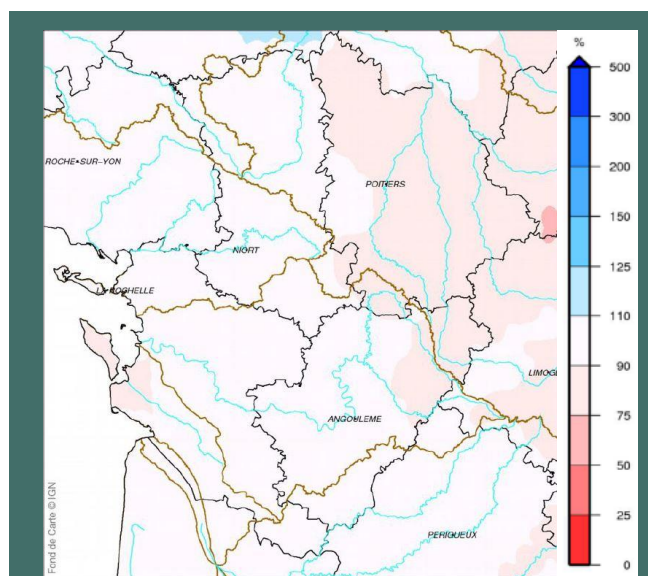 %
500
300
200
150
125
110
90
75
50
25
0
ROCHE-SUR-YON
POITIERS
NIORT
LA ROCHELLE
LIMOGE
ANGOULEME
PERIGUEUX
Fond de Carte © IGN